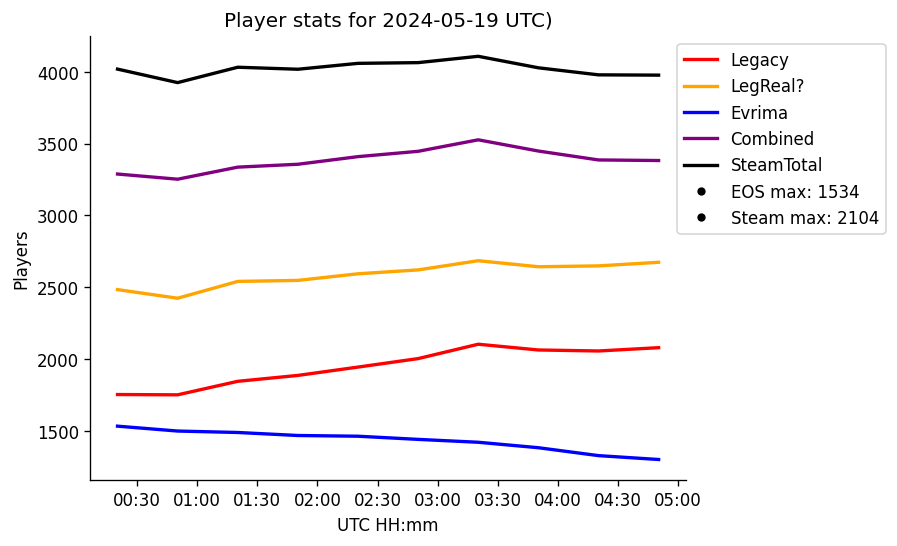 Player stats for 2024-05-19 UTC)
4000
3500
3000
2500
2000
1500
Players
00:30 01:00 01:30 02:00 02:30 03:00 03:30 04:00 04:30 05:00
UTC HH:mm
Legacy
LegReal?
Evrima
Combined
SteamTotal
EOS max: 1534
Steam max: 2104